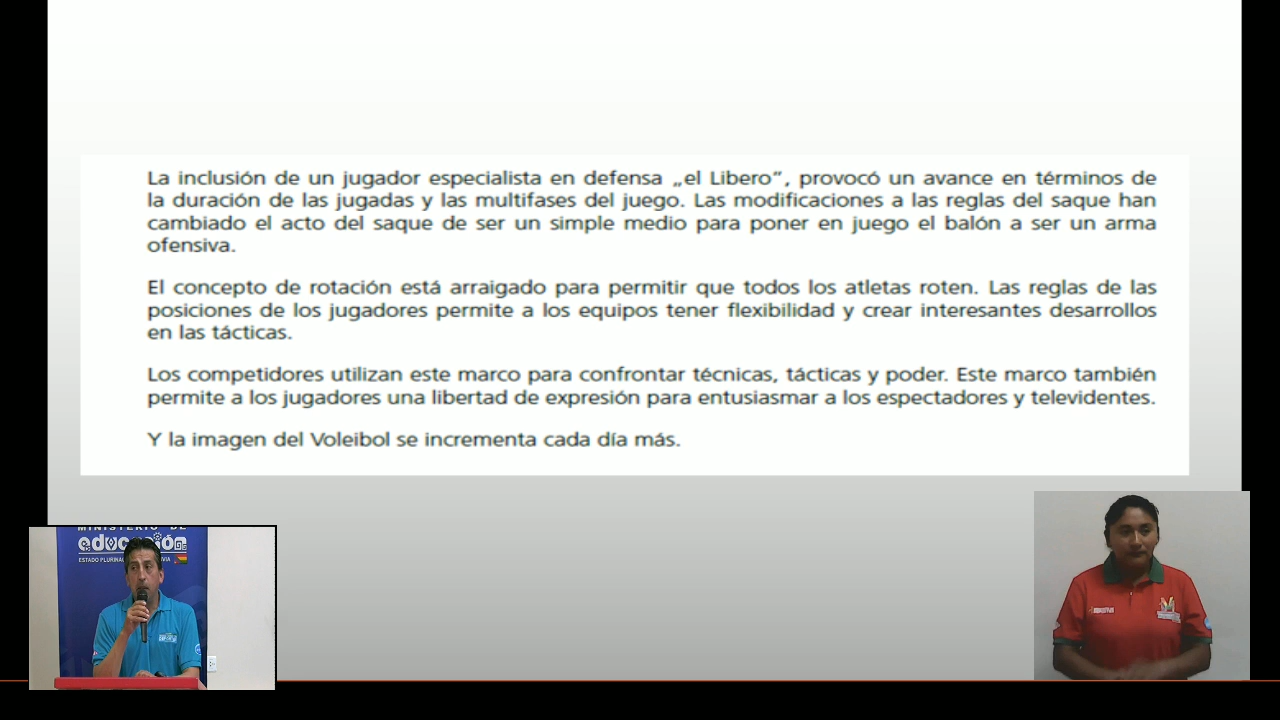 La inclusión de un jugador especialista en defensa „el Libero”, provocó un avance en términos de
la duración de las jugadas y las multifases del juego. Las modificaciones a las reglas del saque han
cambiado el acto del saque de ser un simple medio para poner en juego el balón a ser un arma
ofensiva.
El concepto de rotación está arraigado para permitir que todos los atletas roten. Las reglas de las
posiciones de los jugadores permite a los equipos tener flexibilidad y crear interesantes desarrollos
en las tácticas.
Los competidores utilizan este marco para confrontar técnicas, tácticas y poder. Este marco también
permite a los jugadores una libertad de expresión para entusiasmar a los espectadores y televidentes.
Y la imagen del Voleibol se incrementa cada día más.
MINISTERIO DE
educación
ESTADO